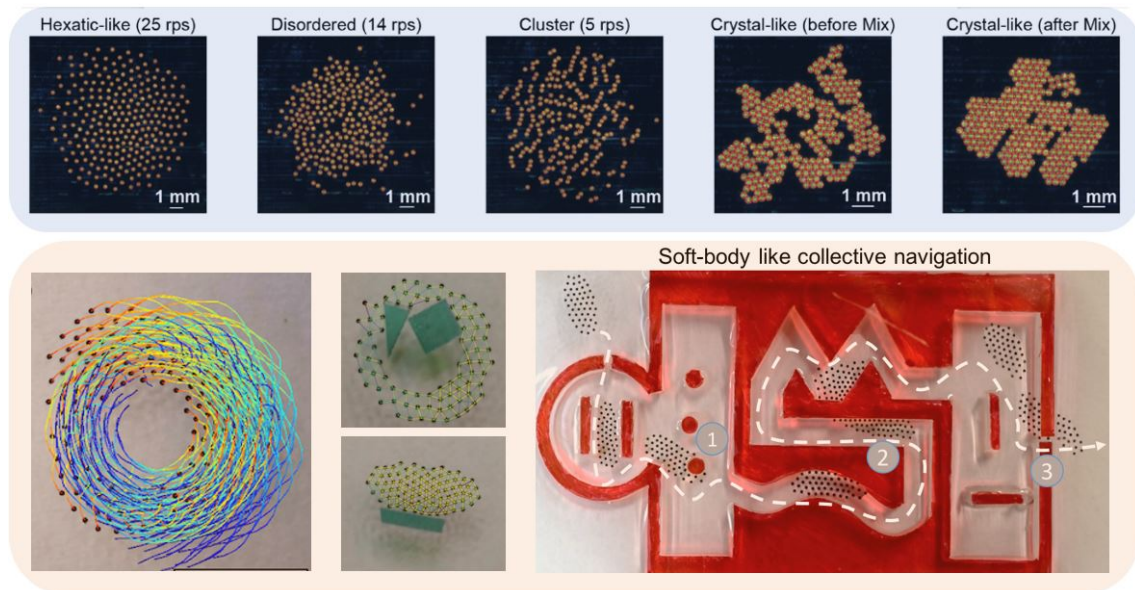 Hexatic-like (25 rps)
Disordered (14 rps)
Cluster (5 rps)
Crystal-like (before Mix)
Crystal-like (after Mix)
1 mm
1 mm
1 mm
1 mm
1 mm
Soft-body like collective navigation
1
2
3